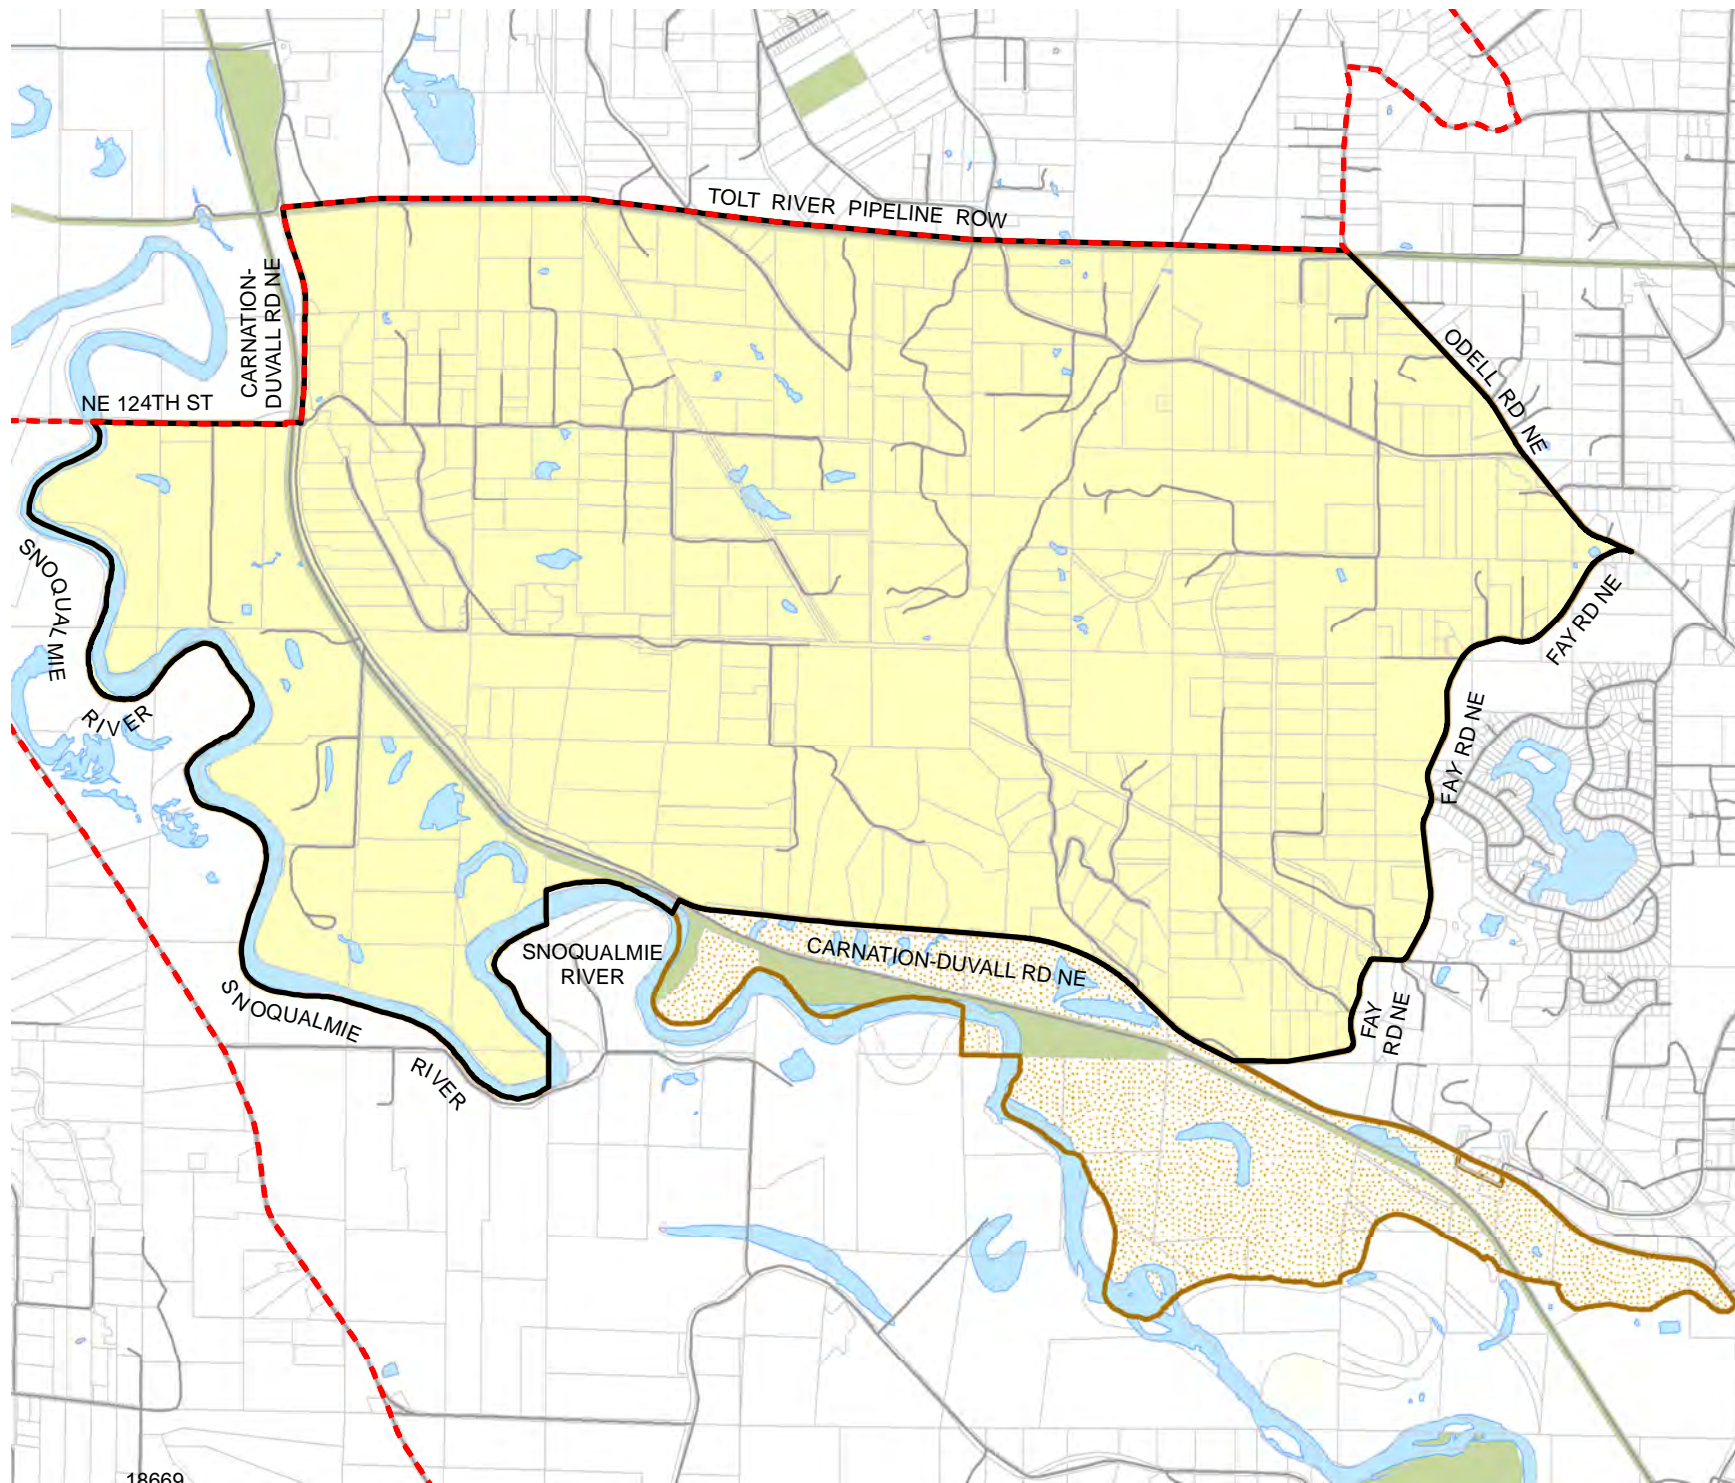 TOLT RIVER PIPELINE ROW
CARNATION-
DUVALL RD NE
NE 124TH ST
ODELL RD NE
SNOQUALMIE
RIVER
FAY RD NE
FAY RD NE
SNOQUALMIE
RIVER
CARNATION-DUVALL RD NE
SNOQUALMIE
RIVER
FAY
RD NE
18669